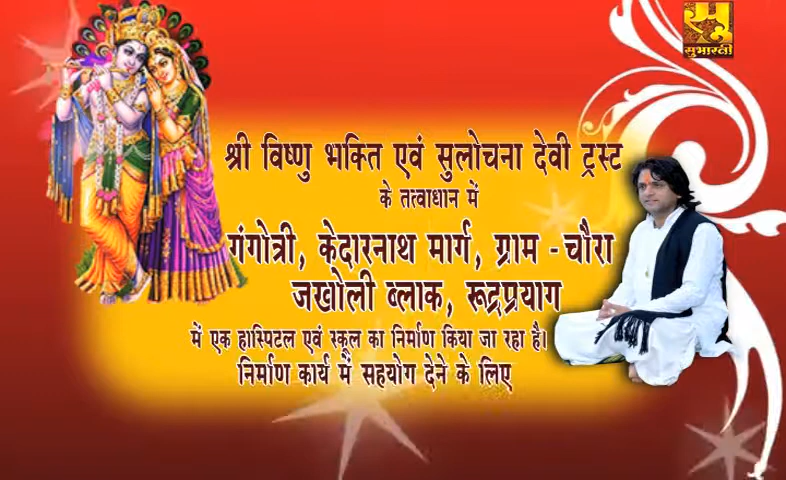 सुभारती
श्री विष्णु भक्ति एवं सुलोचना देवी ट्रस्ट
के तत्वाधान में
गंगोत्री, केदारनाथ मार्ग, ग्राम - चौरा
जखोली ब्लाक, रूद्रप्रयाग
में एक हास्पिटल एवं स्कूल का निर्माण किया जा रहा है।
निर्माण कार्य में सहयोग देने के लिए